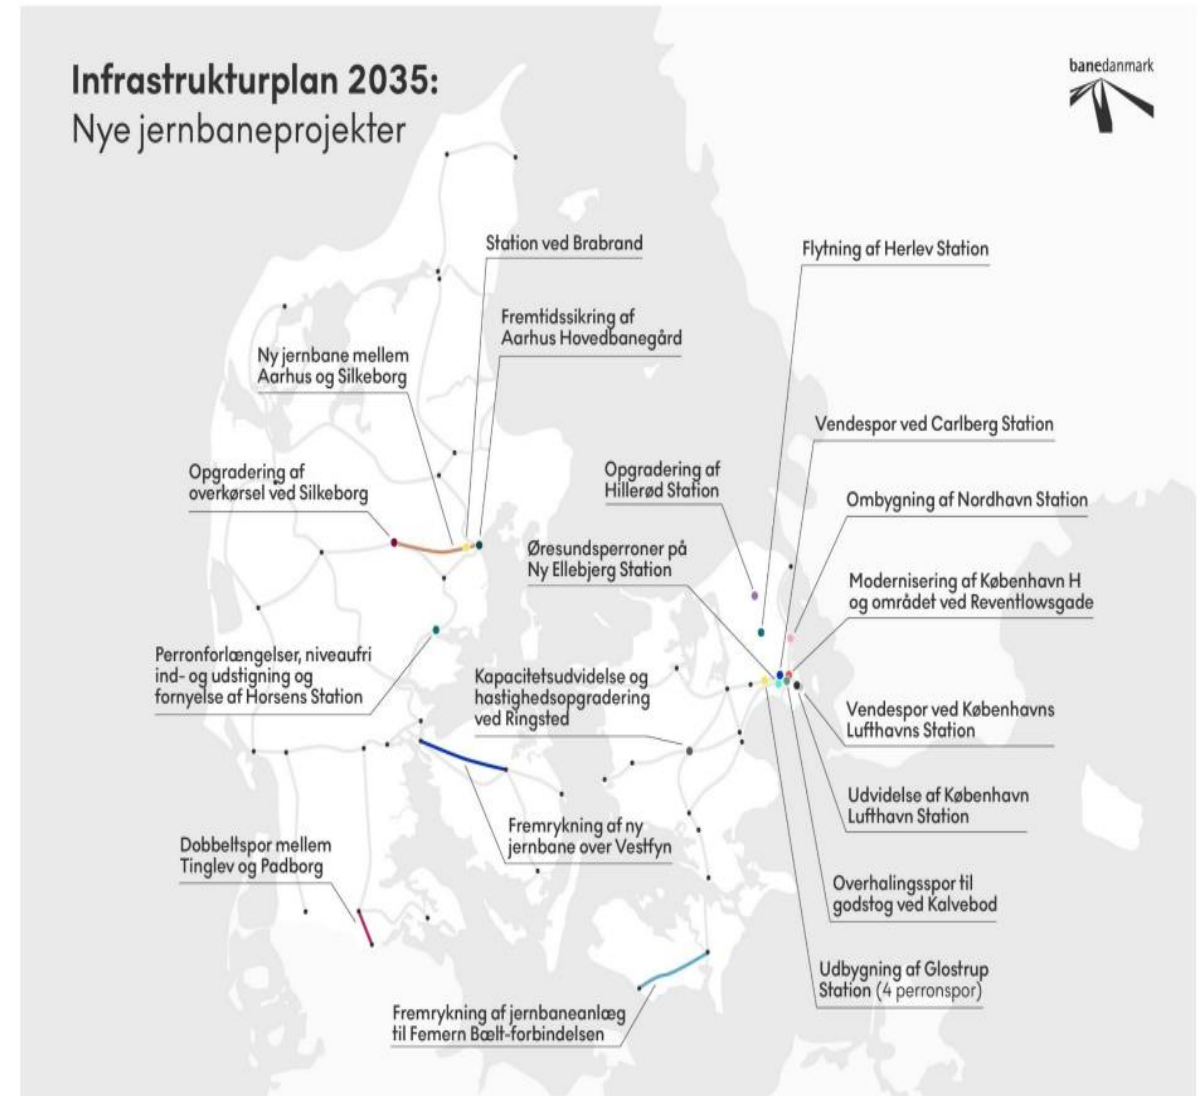 Infrastrukturplan 2035:
Nye jernbaneprojekter
banedanmark
Station ved Brabrand
Flytning af Herlev Station
Fremtidssikring af
Aarhus Hovedbanegård
Ny jernbane mellem
Aarhus og Silkeborg
Vendespor ved Carlberg Station
Opgradering af
overkørsel ved Silkeborg
Opgradering af
Hillerød Station
Ombygning af Nordhavn Station
Øresundsperroner på
Ny Ellebjerg Station
Modernisering af København H
og området ved Reventlowsgade
Perronforlængelser, niveaufri
ind- og udstigning og
fornyelse af Horsens Station
Kapacitetsudvidelse og
hastighedsopgradering
ved Ringsted
Vendespor ved Københavns
Lufthavns Station
Udvidelse af København
Lufthavn Station
Fremrykning af ny
jernbane over Vestfyn
Dobbeltspor mellem
Tinglev og Padborg
Overhalingsspor til
godstog ved Kalvebod
Udbygning af Glostrup
Station (4 perronspor)
Fremrykning af jernbaneanlæg
til Femern Bælt-forbindelsen